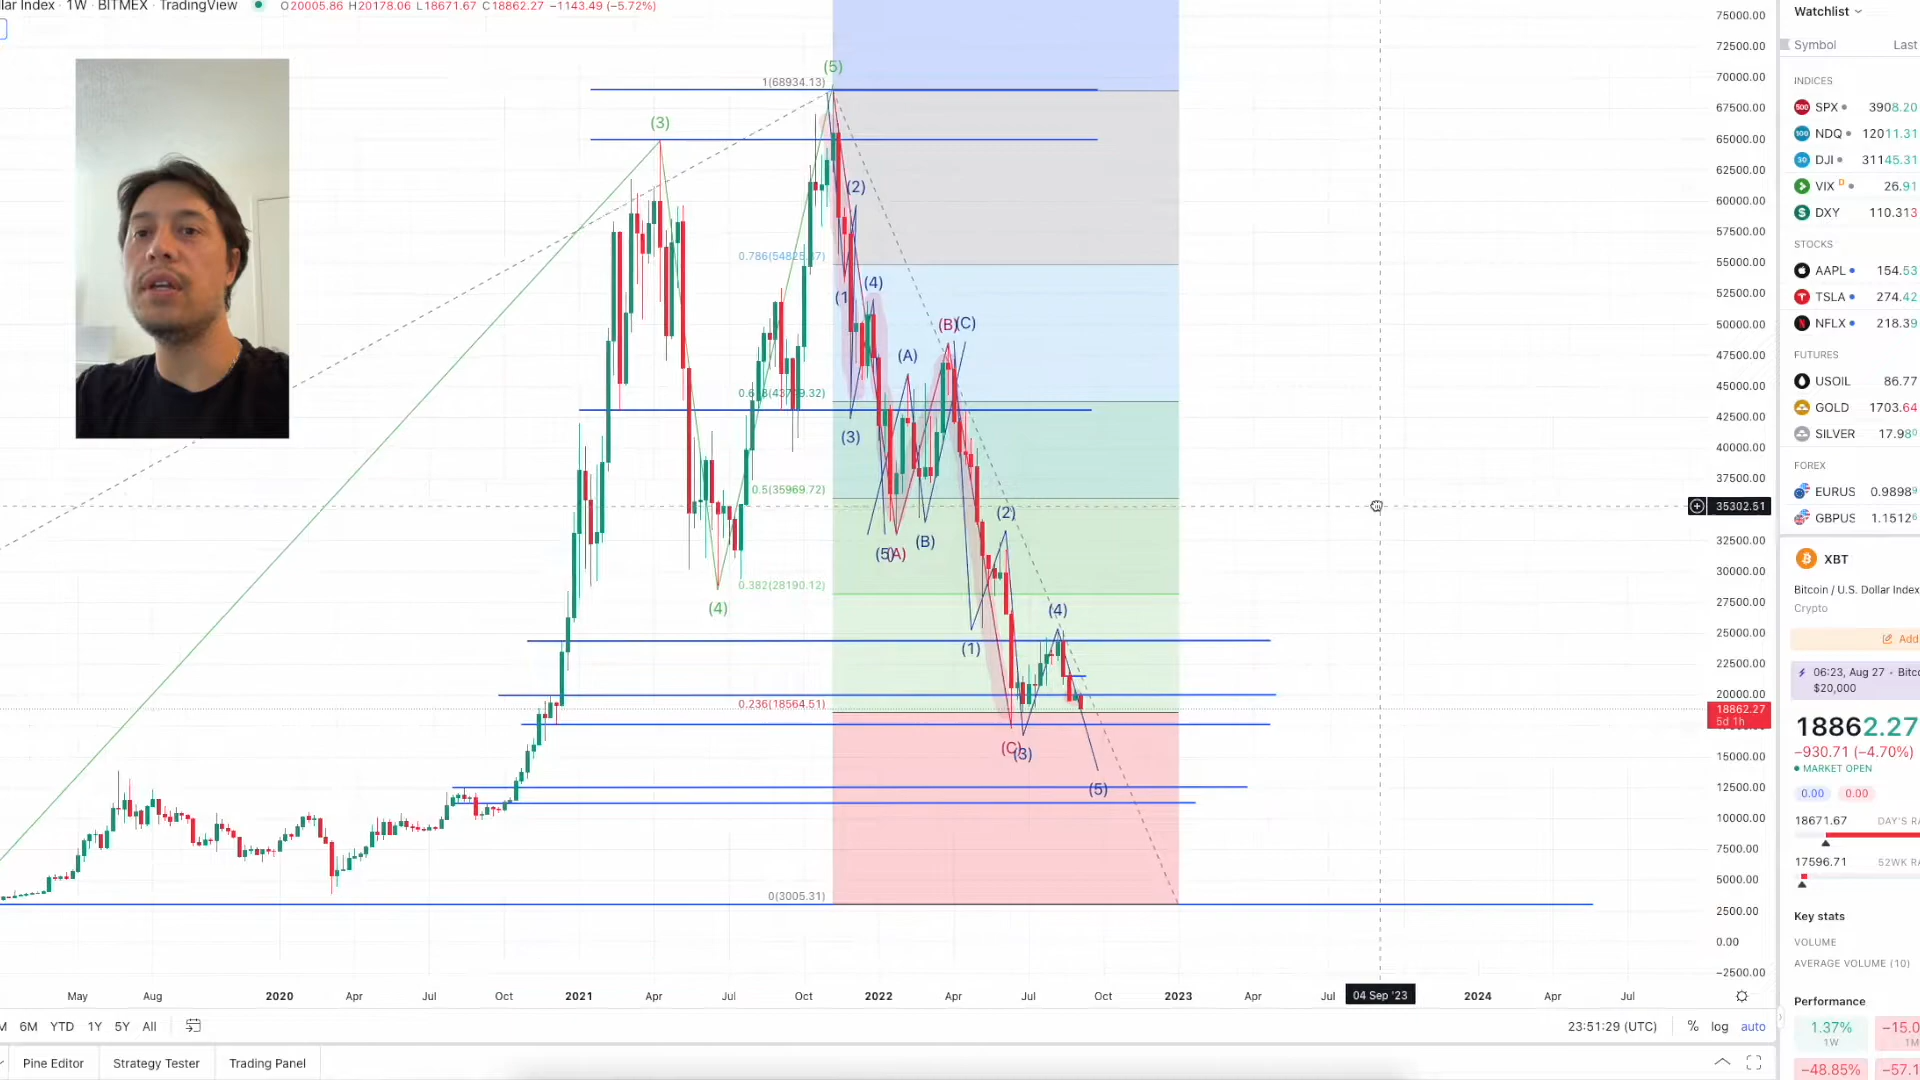 llar Index · 1W · BITMEX · TradingView O20005.86 H20178.06 L18671.67 C18862.27 −1143.49 (−5.72%)
Watchlist
Symbol Last
INDICES
SPX 3908.20
NDQ 12011.31
DJI 31145.31
VIX D 26.91
DXY 110.313
STOCKS
AAPL 154.53
TSLA 274.42
NFLX 218.39
FUTURES
USOIL 86.77
GOLD 1703.64
SILVER 17.980
FOREX
EURUS 0.98989
GBPUS 1.15126
XBT
Bitcoin / U.S. Dollar Index
Crypto
Add
06:23, Aug 27 · Bitco
$20,000
18862.27
−930.71 (−4.70%)
MARKET OPEN
0.00 0.00
18671.67 DAY'S RA
17596.71 52WK RA
Key stats
VOLUME
AVERAGE VOLUME (10)
Performance
1.37% −15.0
1W 1M
−48.85% −57.1
75000.00
72500.00
70000.00
67500.00
65000.00
62500.00
60000.00
57500.00
55000.00
52500.00
50000.00
47500.00
45000.00
42500.00
40000.00
37500.00
35302.51
32500.00
30000.00
27500.00
25000.00
22500.00
20000.00
18862.27
5d 1h
15000.00
12500.00
10000.00
7500.00
5000.00
2500.00
0.00
−2500.00
(5)
1(68934.13)
(3)
(2)
0.786(54825.37)
(4)
(1
(B) (C)
(A)
(3)
0.5(35969.72)
(2)
(B)
(5 (A)
0.382(28190.12)
(4)
(4)
(1)
0.236(18564.51)
(C)
(3)
(5)
0(3005.31)
May Aug 2020 Apr Jul Oct 2021 Apr Jul Oct 2022 Apr Jul Oct 2023 Apr Jul 04 Sep '23 2024 Apr Jul
6M YTD 1Y 5Y All
23:51:29 (UTC) % log auto
Pine Editor Strategy Tester Trading Panel